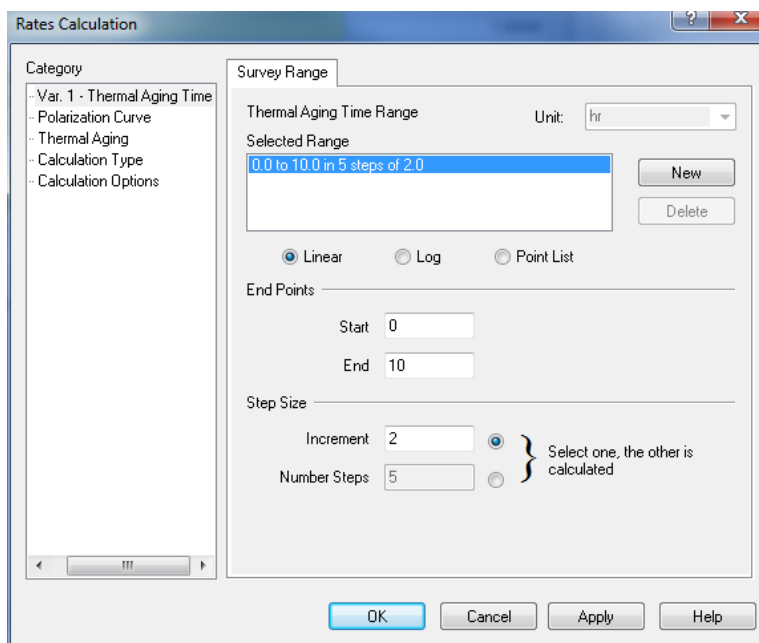 Rates Calculation
?
X
Category
Var. 1 - Thermal Aging Time
Polarization Curve
Thermal Aging
Calculation Type
Calculation Options
Survey Range
Thermal Aging Time Range
Unit: hr
Selected Range
0.0 to 10.0 in 5 steps of 2.0
New
Delete
Linear Log Point List
End Points
Start 0
End 10
Step Size
Increment 2
Number Steps 5
} Select one, the other is
calculated
OK Cancel Apply Help